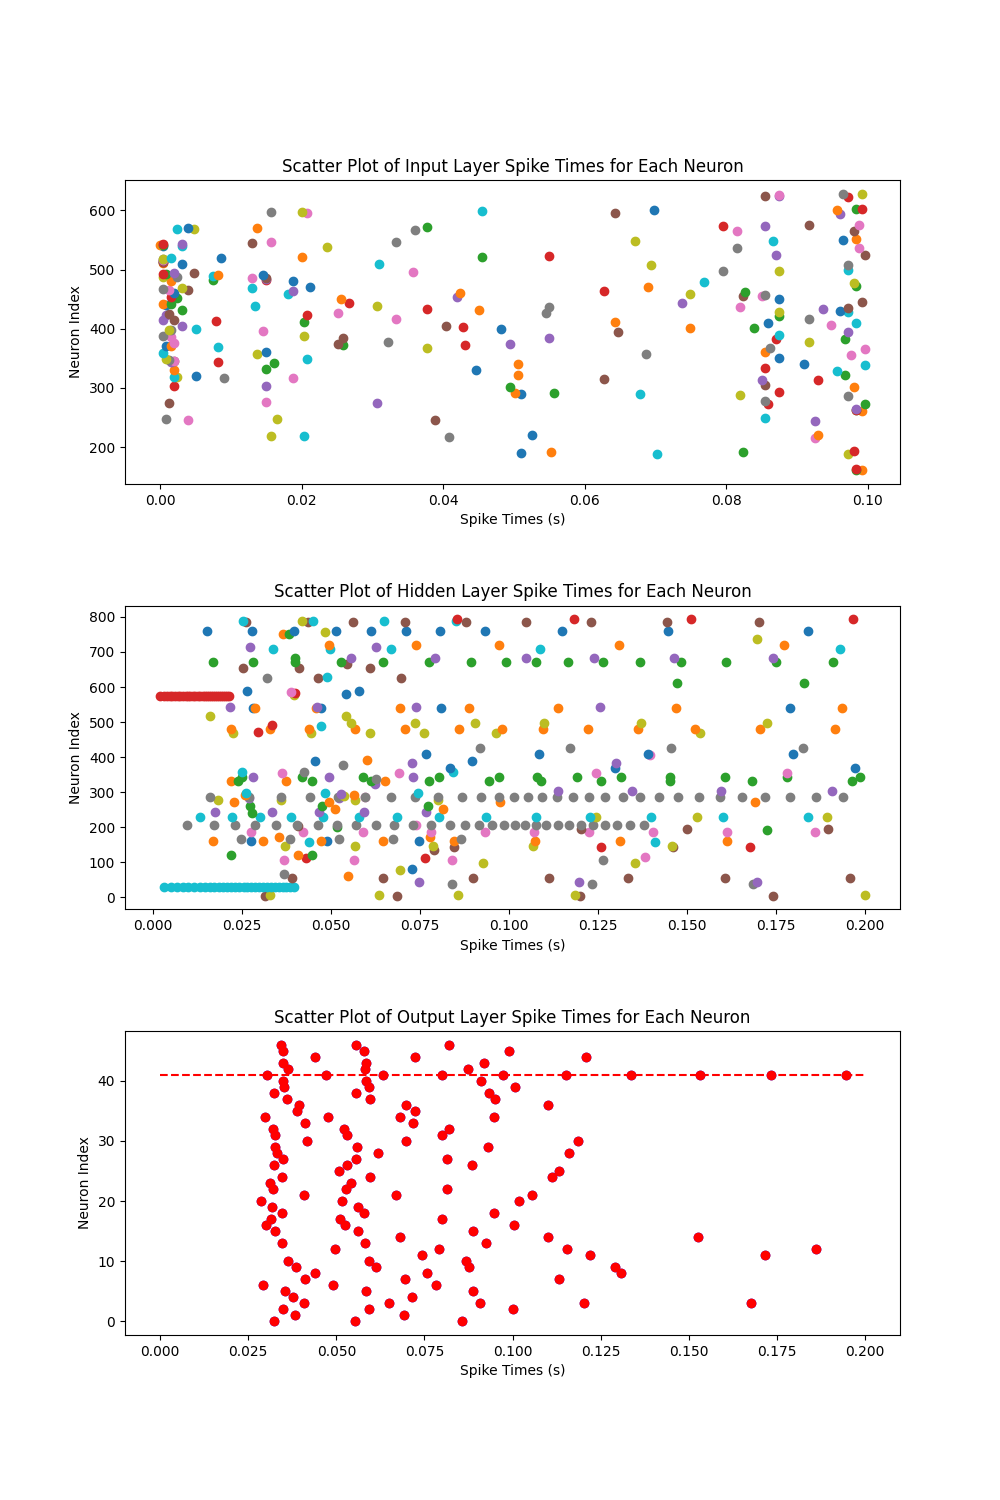 Scatter Plot of Input Layer Spike Times for Each Neuron
600
500
400
300
200
Neuron Index
0.00 0.02 0.04 0.06 0.08 0.10
Spike Times (s)
Scatter Plot of Hidden Layer Spike Times for Each Neuron
800
700
600
500
400
300
200
100
0
Neuron Index
0.000 0.025 0.050 0.075 0.100 0.125 0.150 0.175 0.200
Spike Times (s)
Scatter Plot of Output Layer Spike Times for Each Neuron
40
30
20
10
0
Neuron Index
0.000 0.025 0.050 0.075 0.100 0.125 0.150 0.175 0.200
Spike Times (s)